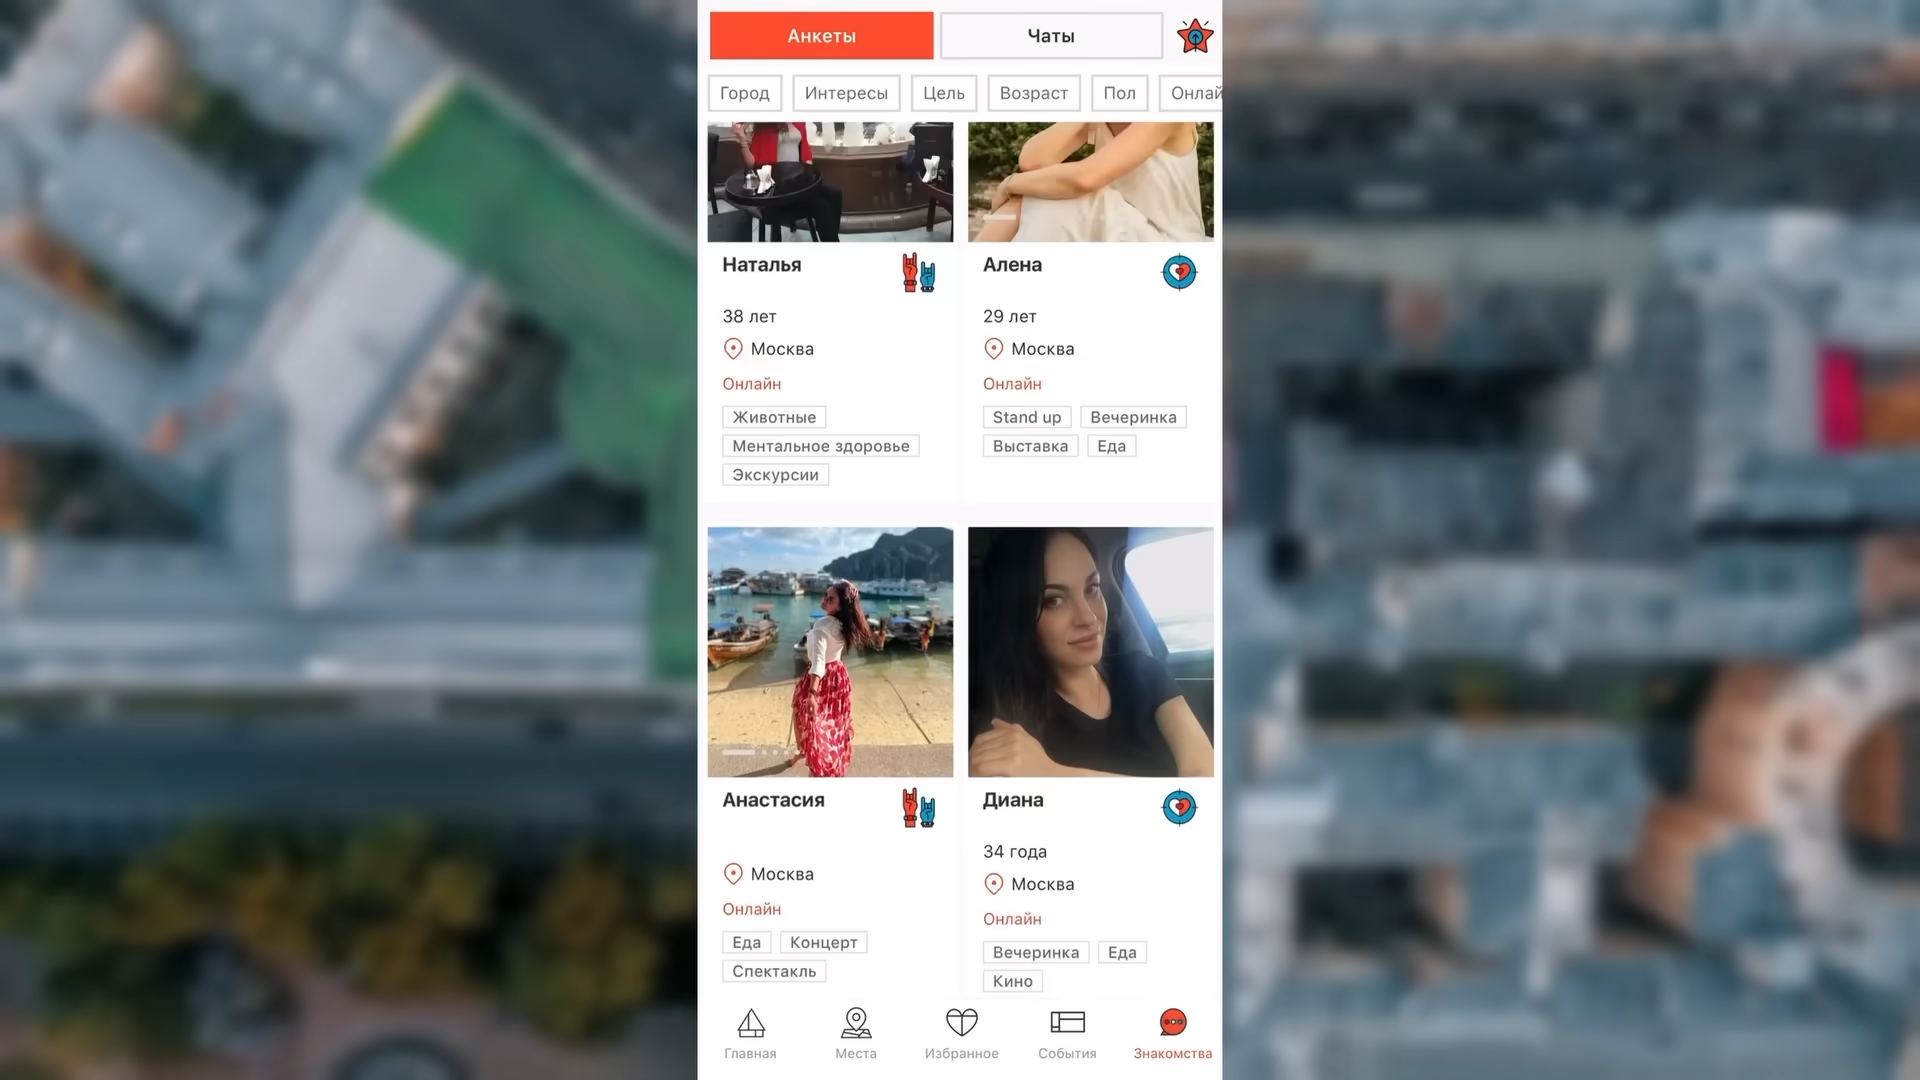 Анкеты
Чаты
Город
Интересы
Цель
Возраст
Пол
Онлай
Наталья
38 лет
Москва
Онлайн
Животные
Ментальное здоровье
Экскурсии
Алена
29 лет
Москва
Онлайн
Stand up
Вечеринка
Выставка
Еда
Анастасия
Москва
Онлайн
Еда
Концерт
Спектакль
Диана
34 года
Москва
Онлайн
Вечеринка
Еда
Кино
Главная
Места
Избранное
События
Знакомства